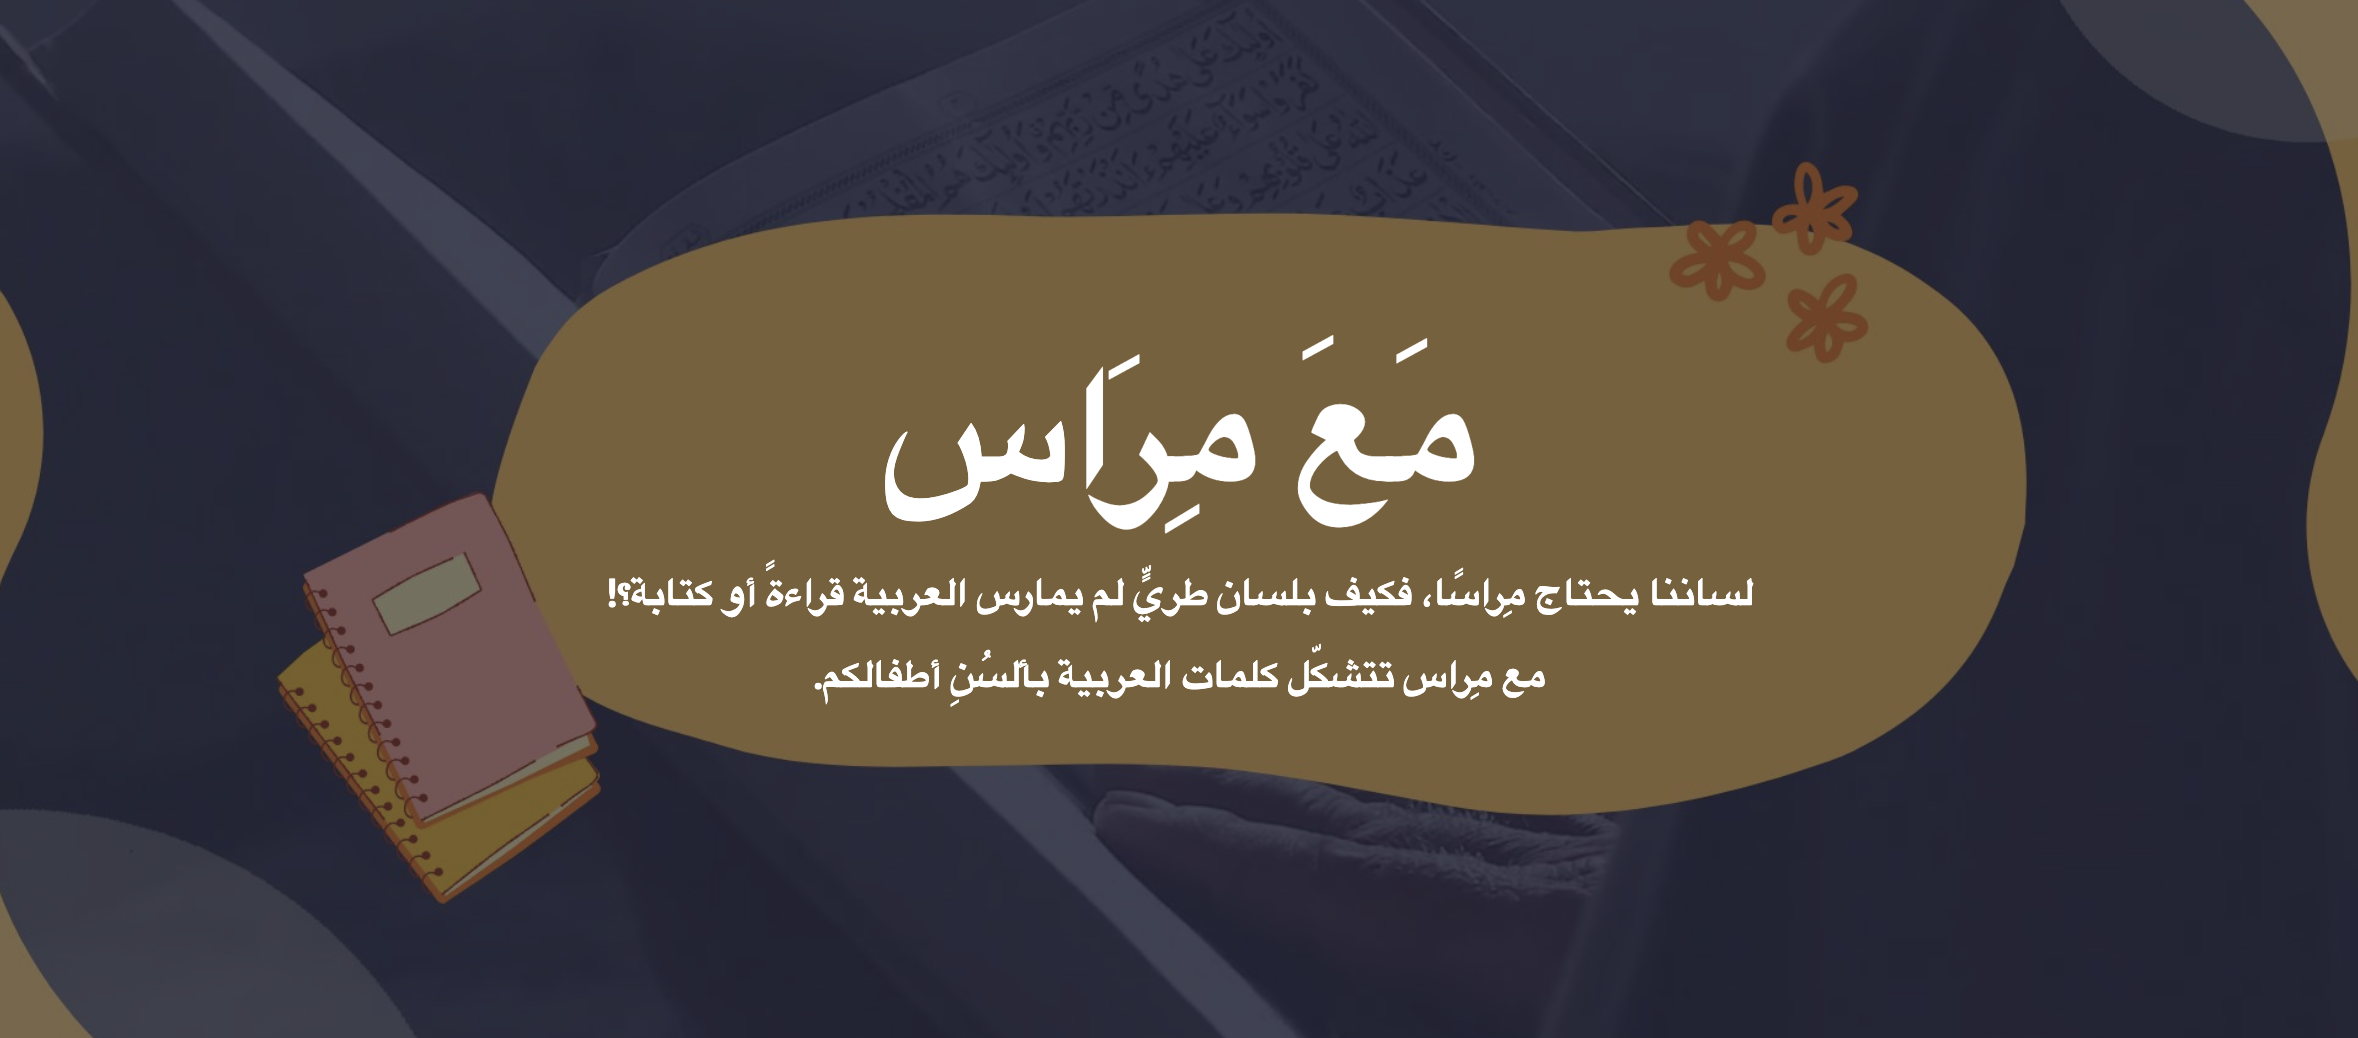 مَعَ مِرَاس
لساننا يحتاج مِراسًا، فكيف بلسان طريٍّ لم يمارس العربية قراءةً أو كتابة؟!
مع مِراس تتشكّل كلمات العربية بألسُنِ أطفالكم.